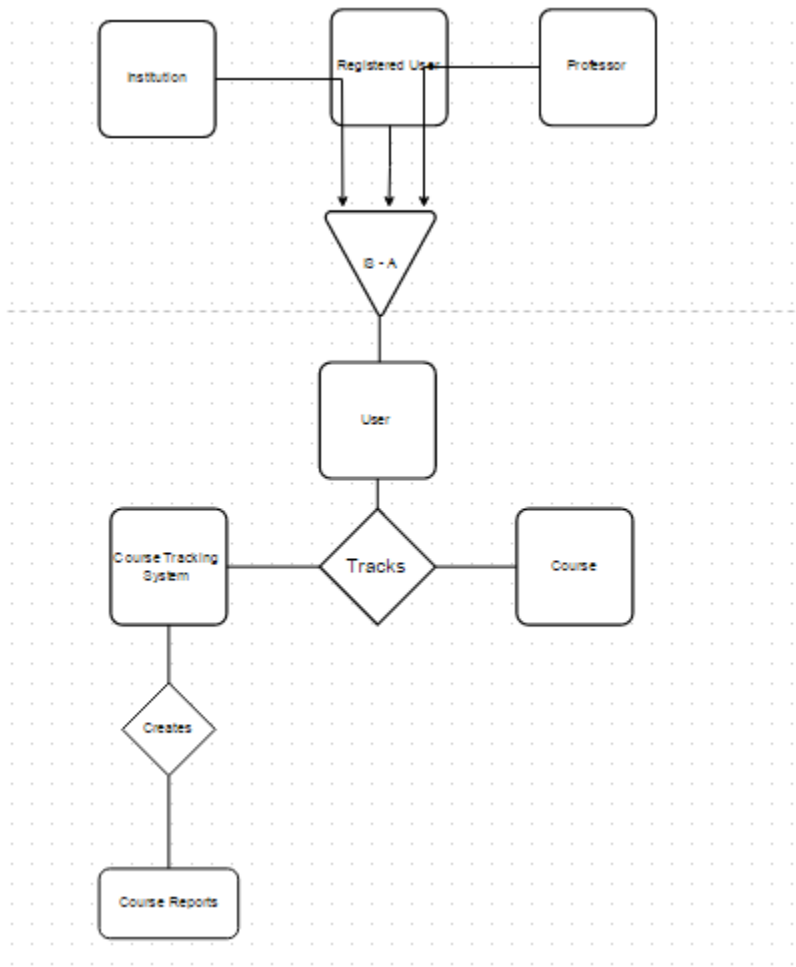 Institution
Registered User
Professor
IS - A
User
Course Tracking
System
Tracks
Course
Creates
Course Reports